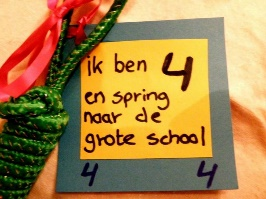 ik ben 4
en spring
naar de
grote school
4 4